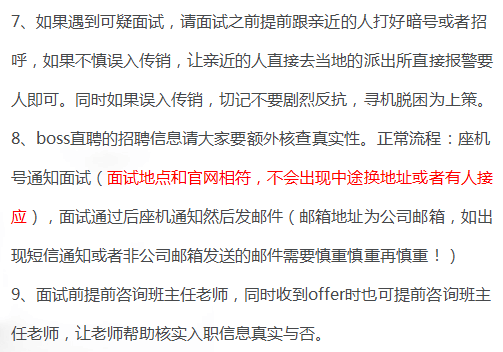 7、如果遇到可疑面试，请面试之前提前跟亲近的人打好暗号或者招
呼，如果不慎误入传销，让亲近的人直接去当地的派出所直接报警要
人即可。同时如果误入传销，切记不要剧烈反抗，寻机脱困为上策。
8、boss直聘的招聘信息请大家要额外核查真实性。正常流程：座机
号通知面试（面试地点和官网相符，不会出现中途换地址或者有人接
应），面试通过后座机通知然后发邮件（邮箱地址为公司邮箱，如出
现短信通知或者非公司邮箱发送的邮件需要慎重慎重再慎重！）
9、面试前提前咨询班主任老师，同时收到offer时也可提前咨询班主
任老师，让老师帮助核实入职信息真实与否。